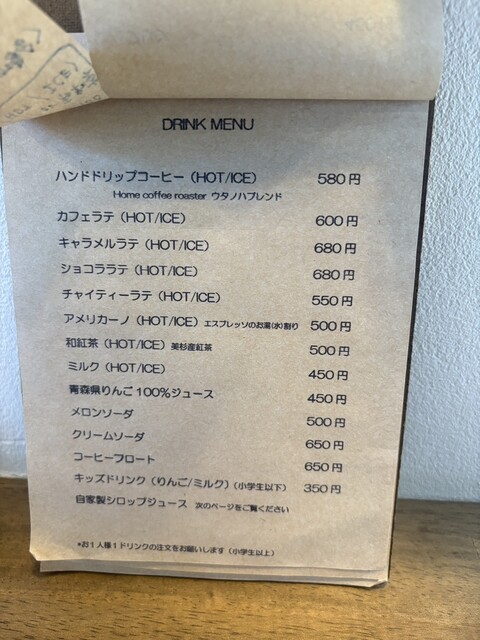 DRINK MENU
ハンドドリップコーヒー（HOT/ICE） 580円
Home coffee roaster ウタノハブレンド
カフェラテ（HOT/ICE） 600円
キャラメルラテ（HOT/ICE） 680円
ショコララテ（HOT/ICE） 680円
チャイティーラテ（HOT/ICE） 550円
アメリカーノ（HOT/ICE）エスプレッソのお湯(水)割り 500円
和紅茶（HOT/ICE）美杉産紅茶 500円
ミルク（HOT/ICE） 450円
青森県りんご100%ジュース 450円
メロンソーダ 500円
クリームソーダ 650円
コーヒーフロート 650円
キッズドリンク（りんご/ミルク）（小学生以下） 350円
自家製シロップジュース 次のページをご覧ください
*お1人様1ドリンクの注文をお願いします（小学生以上）